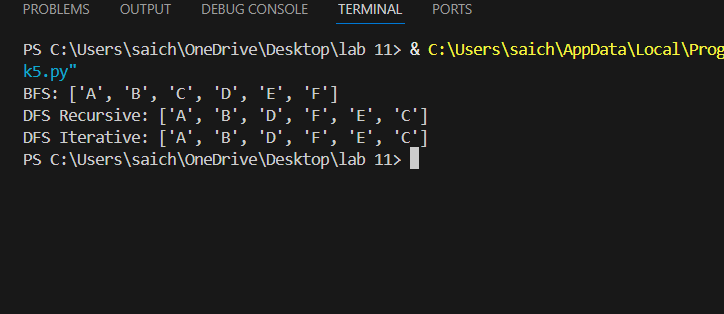 PROBLEMS OUTPUT DEBUG CONSOLE TERMINAL PORTS
PS C:\Users\saich\OneDrive\Desktop\lab 11> & C:\Users\saich\AppData\Local\Prog
k5.py"
BFS: ['A', 'B', 'C', 'D', 'E', 'F']
DFS Recursive: ['A', 'B', 'D', 'F', 'E', 'C']
DFS Iterative: ['A', 'B', 'D', 'F', 'E', 'C']
PS C:\Users\saich\OneDrive\Desktop\lab 11>